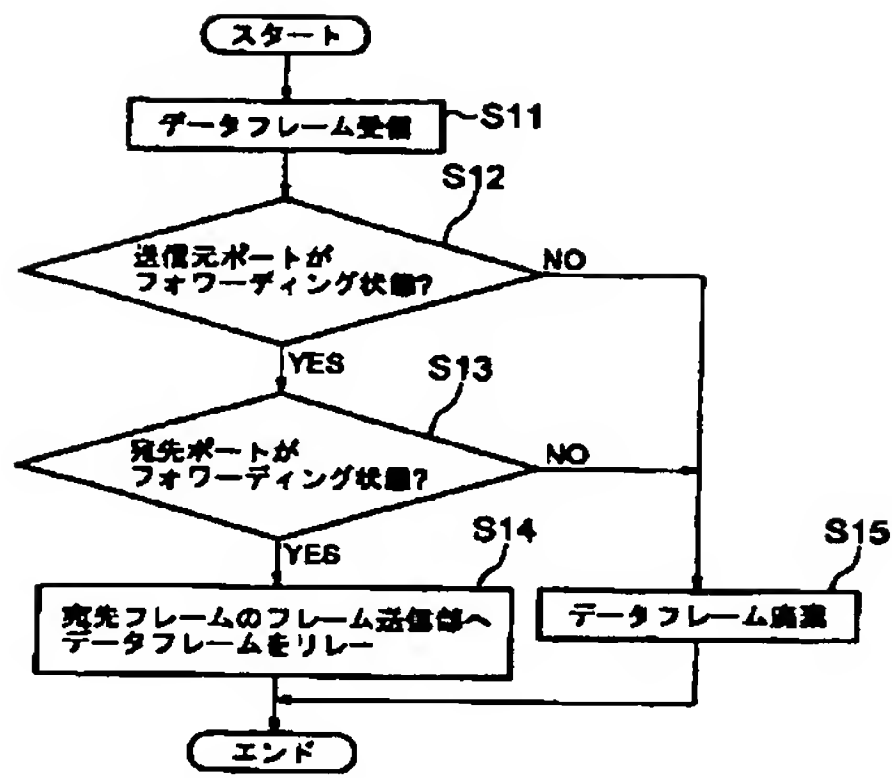 スタート
データフレーム受信
S11
S12
送信元ポートが
フォワーディング状態?
NO
YES
S13
宛先ポートが
フォワーディング状態?
NO
YES
S14
宛先フレームのフレーム送信部へ
データフレームをリレー
S15
データフレーム廃棄
エンド